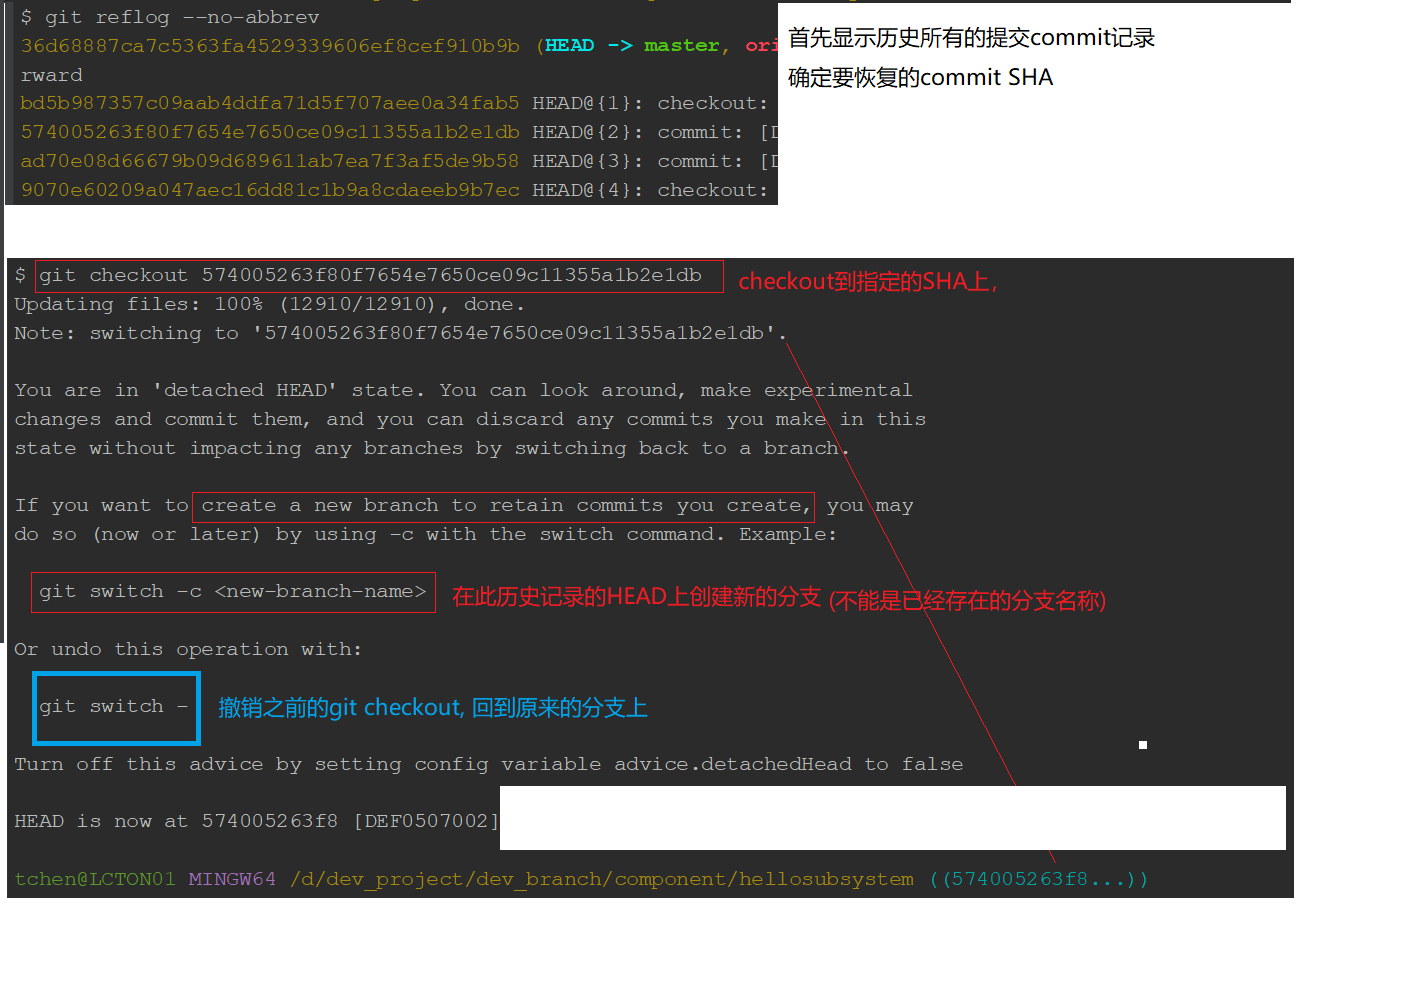 $ git reflog --no-abbrev
首先显示历史所有的提交commit记录
36d68887ca7c5363fa4529339606ef8cef910b9b (HEAD -> master, ori
rward
确定要恢复的commit SHA
bd5b987357c09aab4ddfa71d5f707aee0a34fab5 HEAD@{1}: checkout:
574005263f80f7654e7650ce09c11355a1b2e1db HEAD@{2}: commit: [D
ad70e08d66679b09d689611ab7ea7f3af5de9b58 HEAD@{3}: commit: [D
9070e60209a047aec16dd81c1b9a8cdaeeb9b7ec HEAD@{4}: checkout:
$ git checkout 574005263f80f7654e7650ce09c11355a1b2e1db
checkout到指定的SHA上，
Updating files: 100% (12910/12910), done.
Note: switching to '574005263f80f7654e7650ce09c11355a1b2e1db'.
You are in 'detached HEAD' state. You can look around, make experimental
changes and commit them, and you can discard any commits you make in this
state without impacting any branches by switching back to a branch.
If you want to create a new branch to retain commits you create, you may
do so (now or later) by using -c with the switch command. Example:
git switch -c <new-branch-name>
在此历史记录的HEAD上创建新的分支 (不能是已经存在的分支名称)
Or undo this operation with:
git switch -
撤销之前的git checkout, 回到原来的分支上
Turn off this advice by setting config variable advice.detachedHead to false
HEAD is now at 574005263f8 [DEF0507002]
tchen@LCTON01 MINGW64 /d/dev_project/dev_branch/component/hellosubsystem ((574005263f8...))